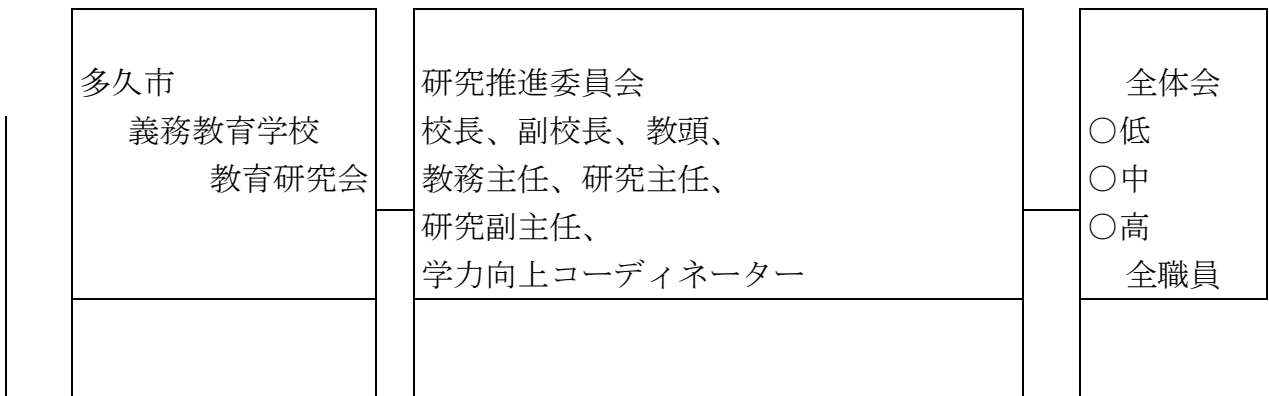 多久市
義務教育学校
教育研究会
研究推進委員会
校長、副校長、教頭、
教務主任、研究主任、
研究副主任、
学力向上コーディネーター
全体会
○低
○中
○高
全職員